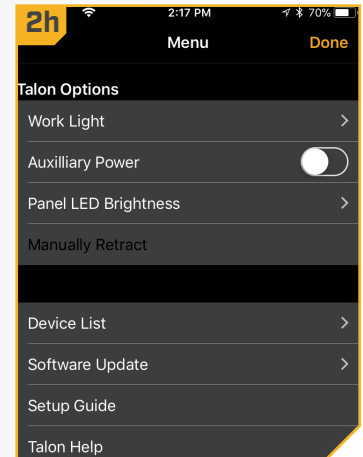 2h
2:17 PM
70%
Menu
Done
Talon Options
Work Light
Auxilliary Power
Panel LED Brightness
Manually Retract
Device List
Software Update
Setup Guide
Talon Help